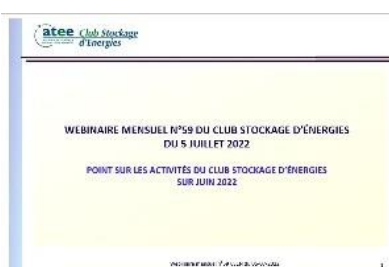 atee Club Stockage
d'Energies
WEBINAIRE MENSUEL N°59 DU CLUB STOCKAGE D'ÉNERGIES
DU 5 JUILLET 2022
POINT SUR LES ACTIVITÉS DU CLUB STOCKAGE D'ÉNERGIES
SUR JUIN 2022